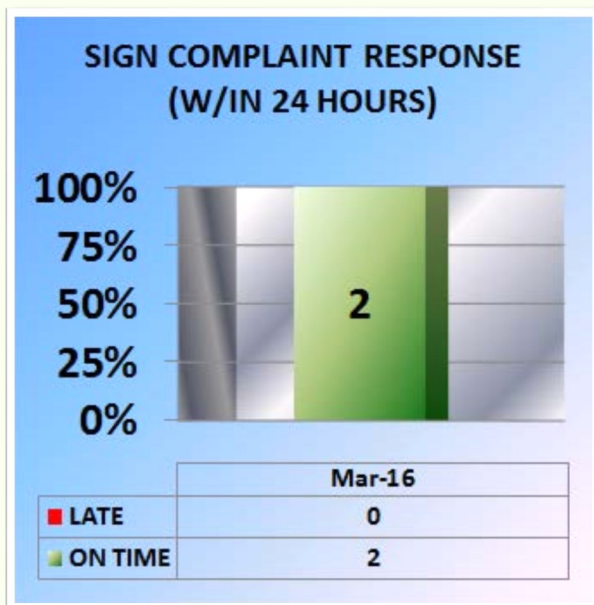 SIGN COMPLAINT RESPONSE
(W/IN 24 HOURS)
100%
75%
50%
25%
0%
2
Mar-16
LATE 0
ON TIME 2